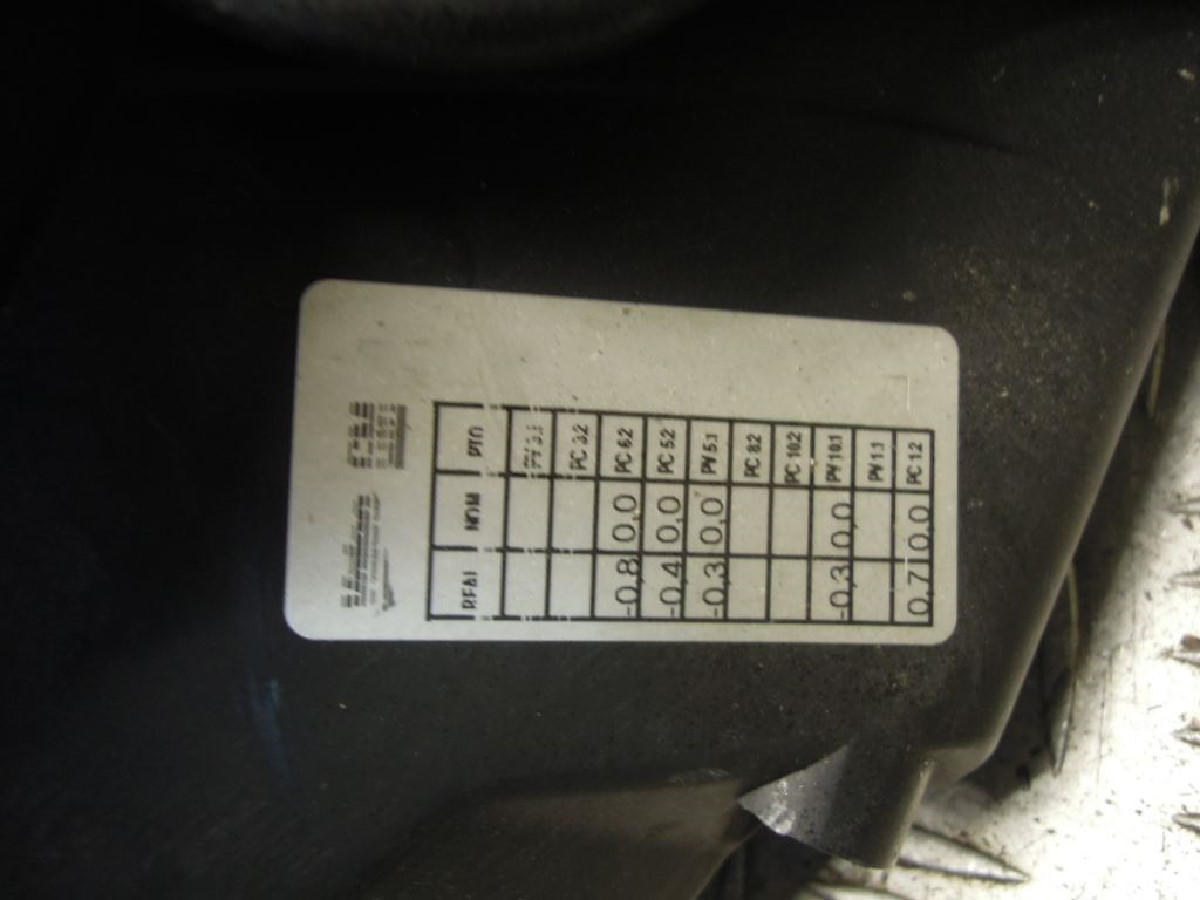 REAL NOM PTO
PV 3.1
PC 3.2
-0,8 0,0 PC 6.2
-0,4 0,0 PC 5.2
-0,3 0,0 PV 5.1
PC 8.2
PC 10.2
-0,3 0,0 PV 10.1
PV 1.1
0,7 0,0 PC 1.2